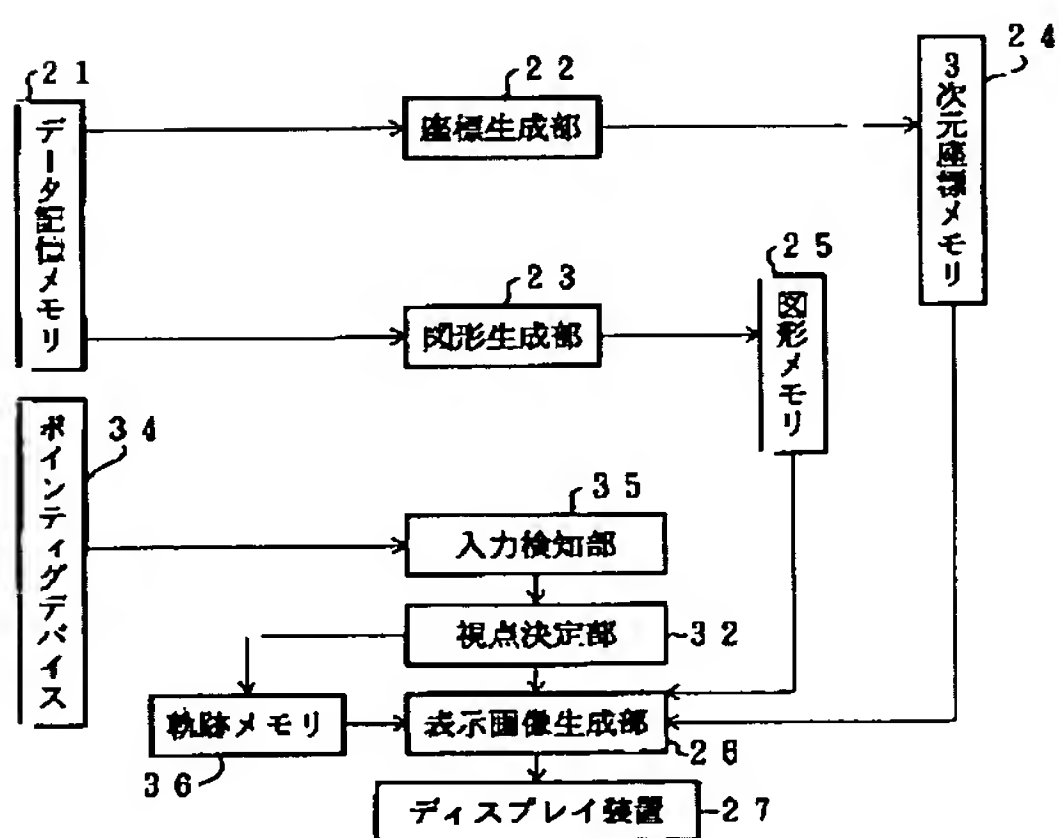 ２１
データ記憶メモリ
２２
座標生成部
２４
３次元座標メモリ
２３
図形生成部
２５
図形メモリ
３４
ポインティグデバイス
３５
入力検知部
視点決定部
３２
軌跡メモリ
３６
表示画像生成部
２６
ディスプレイ装置
２７